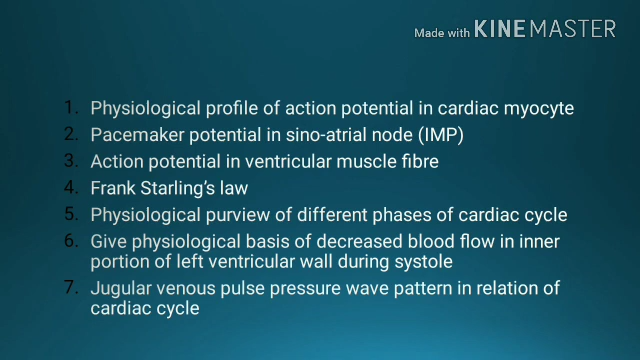 Made with KINEMASTER
1. Physiological profile of action potential in cardiac myocyte
2. Pacemaker potential in sino-atrial node (IMP)
3. Action potential in ventricular muscle fibre
4. Frank Starling's law
5. Physiological purview of different phases of cardiac cycle
6. Give physiological basis of decreased blood flow in inner
portion of left ventricular wall during systole
7. Jugular venous pulse pressure wave pattern in relation of
cardiac cycle